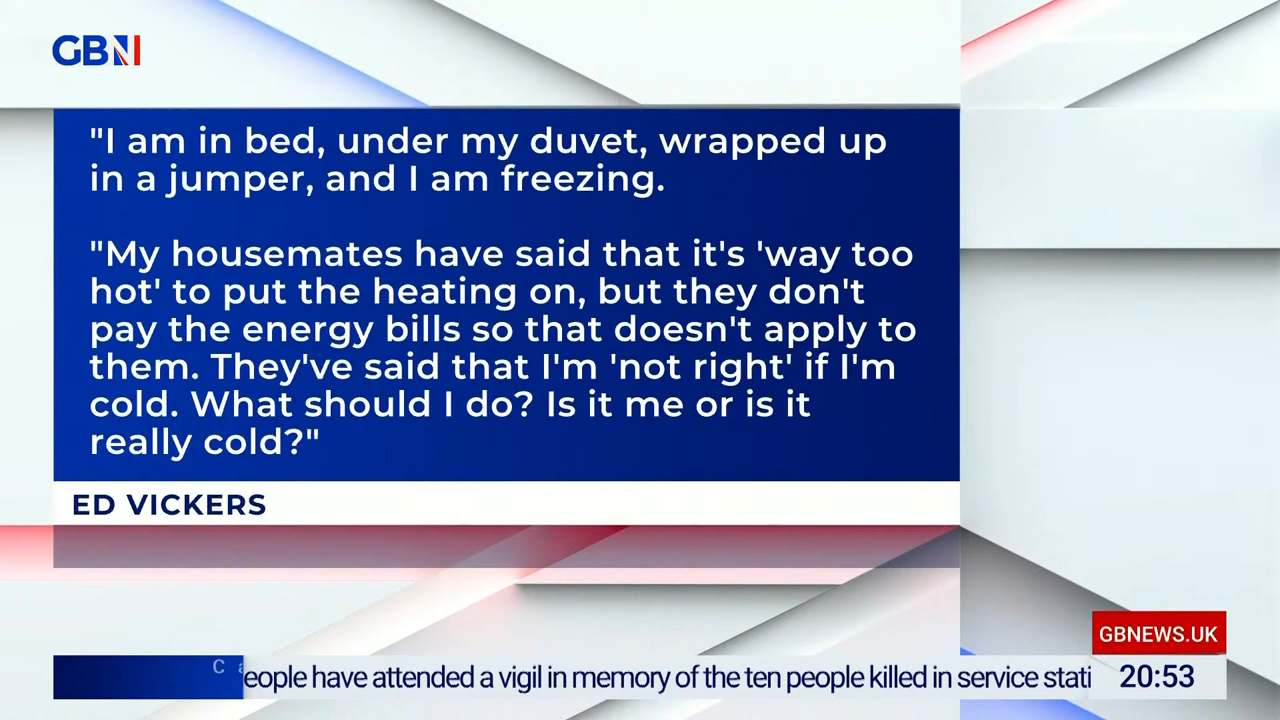 GBN
"I am in bed, under my duvet, wrapped up
in a jumper, and I am freezing.
"My housemates have said that it's 'way too
hot' to put the heating on, but they don't
pay the energy bills so that doesn't apply to
them. They've said that I'm 'not right' if I'm
cold. What should I do? Is it me or is it
really cold?"
ED VICKERS
GBNEWS.UK
C eople have attended a vigil in memory of the ten people killed in service stati
20:53